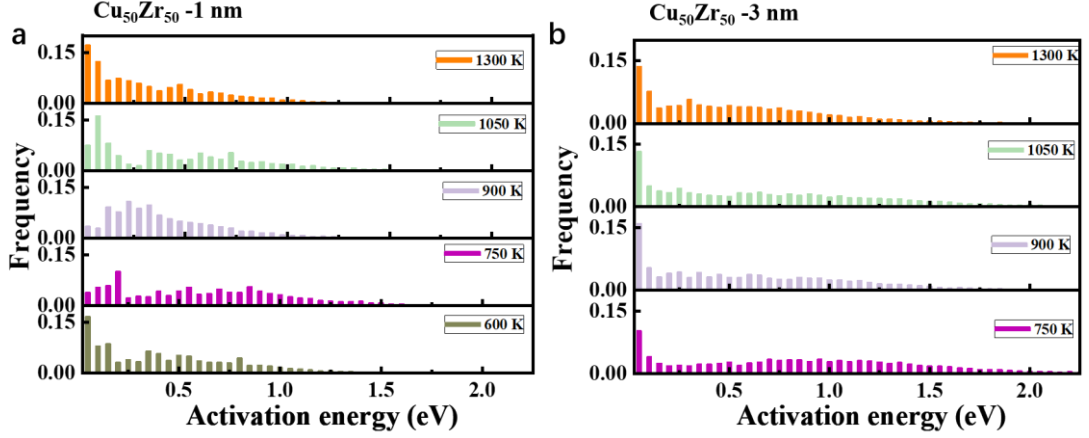 Cu₅₀Zr₅₀ -1 nm
a
Frequency
0.15
0.00
1300 K
0.15
0.00
1050 K
0.15
0.00
900 K
0.15
0.00
750 K
0.15
0.00
600 K
0.5 1.0 1.5 2.0
Activation energy (eV)
Cu₅₀Zr₅₀ -3 nm
b
Frequency
0.15
0.00
1300 K
0.15
0.00
1050 K
0.15
0.00
900 K
0.15
0.00
750 K
0.5 1.0 1.5 2.0
Activation energy (eV)